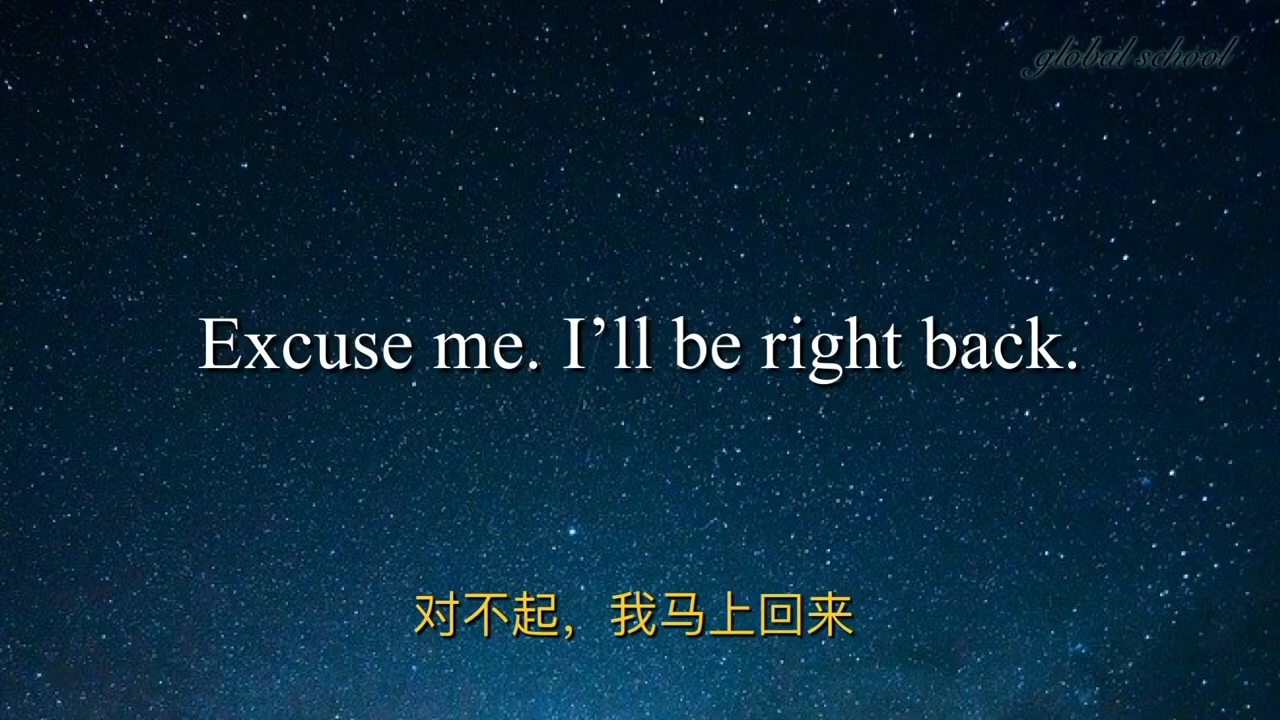 global school
Excuse me. I’ll be right back.
对不起，我马上回来